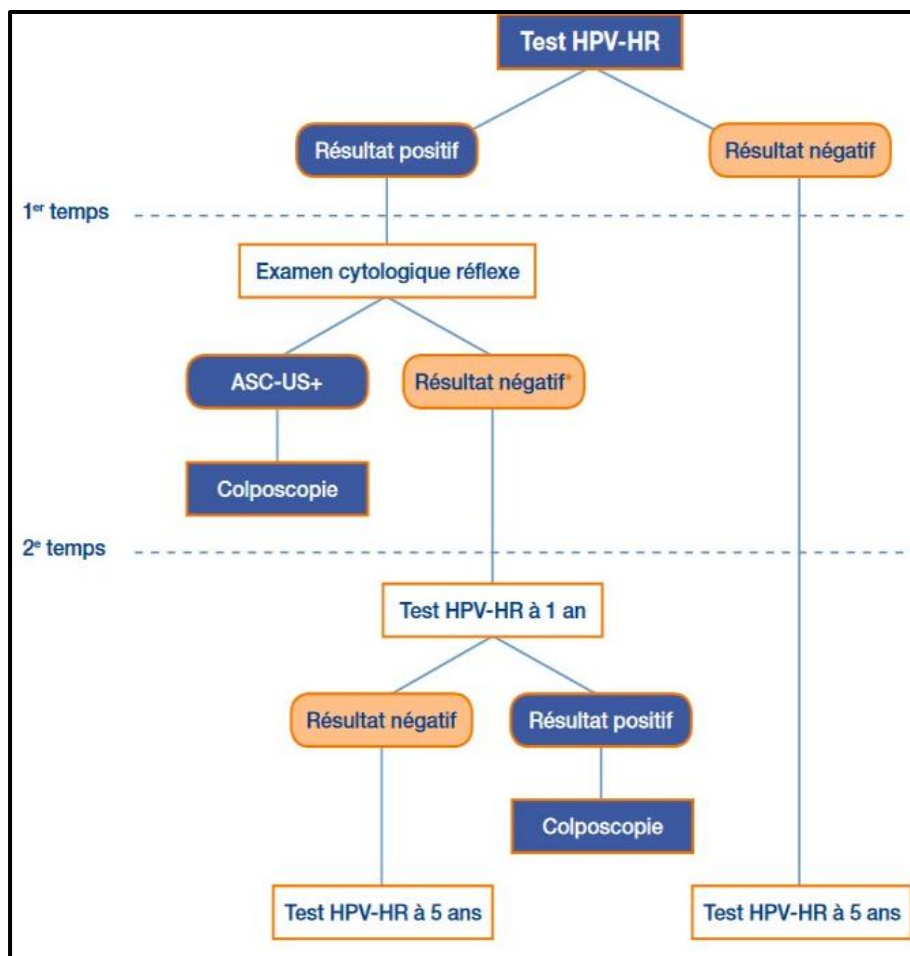 Test HPV-HR
Résultat positif
Résultat négatif
1er temps
Examen cytologique réflexe
ASC-US+
Résultat négatif*
Colposcopie
2e temps
Test HPV-HR à 1 an
Résultat négatif
Résultat positif
Colposcopie
Test HPV-HR à 5 ans
Test HPV-HR à 5 ans